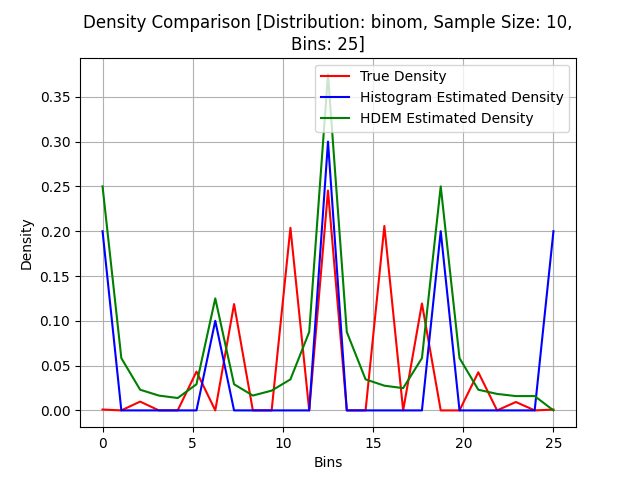 Density Comparison [Distribution: binom, Sample Size: 10,
Bins: 25]
True Density
Histogram Estimated Density
HDEM Estimated Density
Density
0.35
0.30
0.25
0.20
0.15
0.10
0.05
0.00
0 5 10 15 20 25
Bins